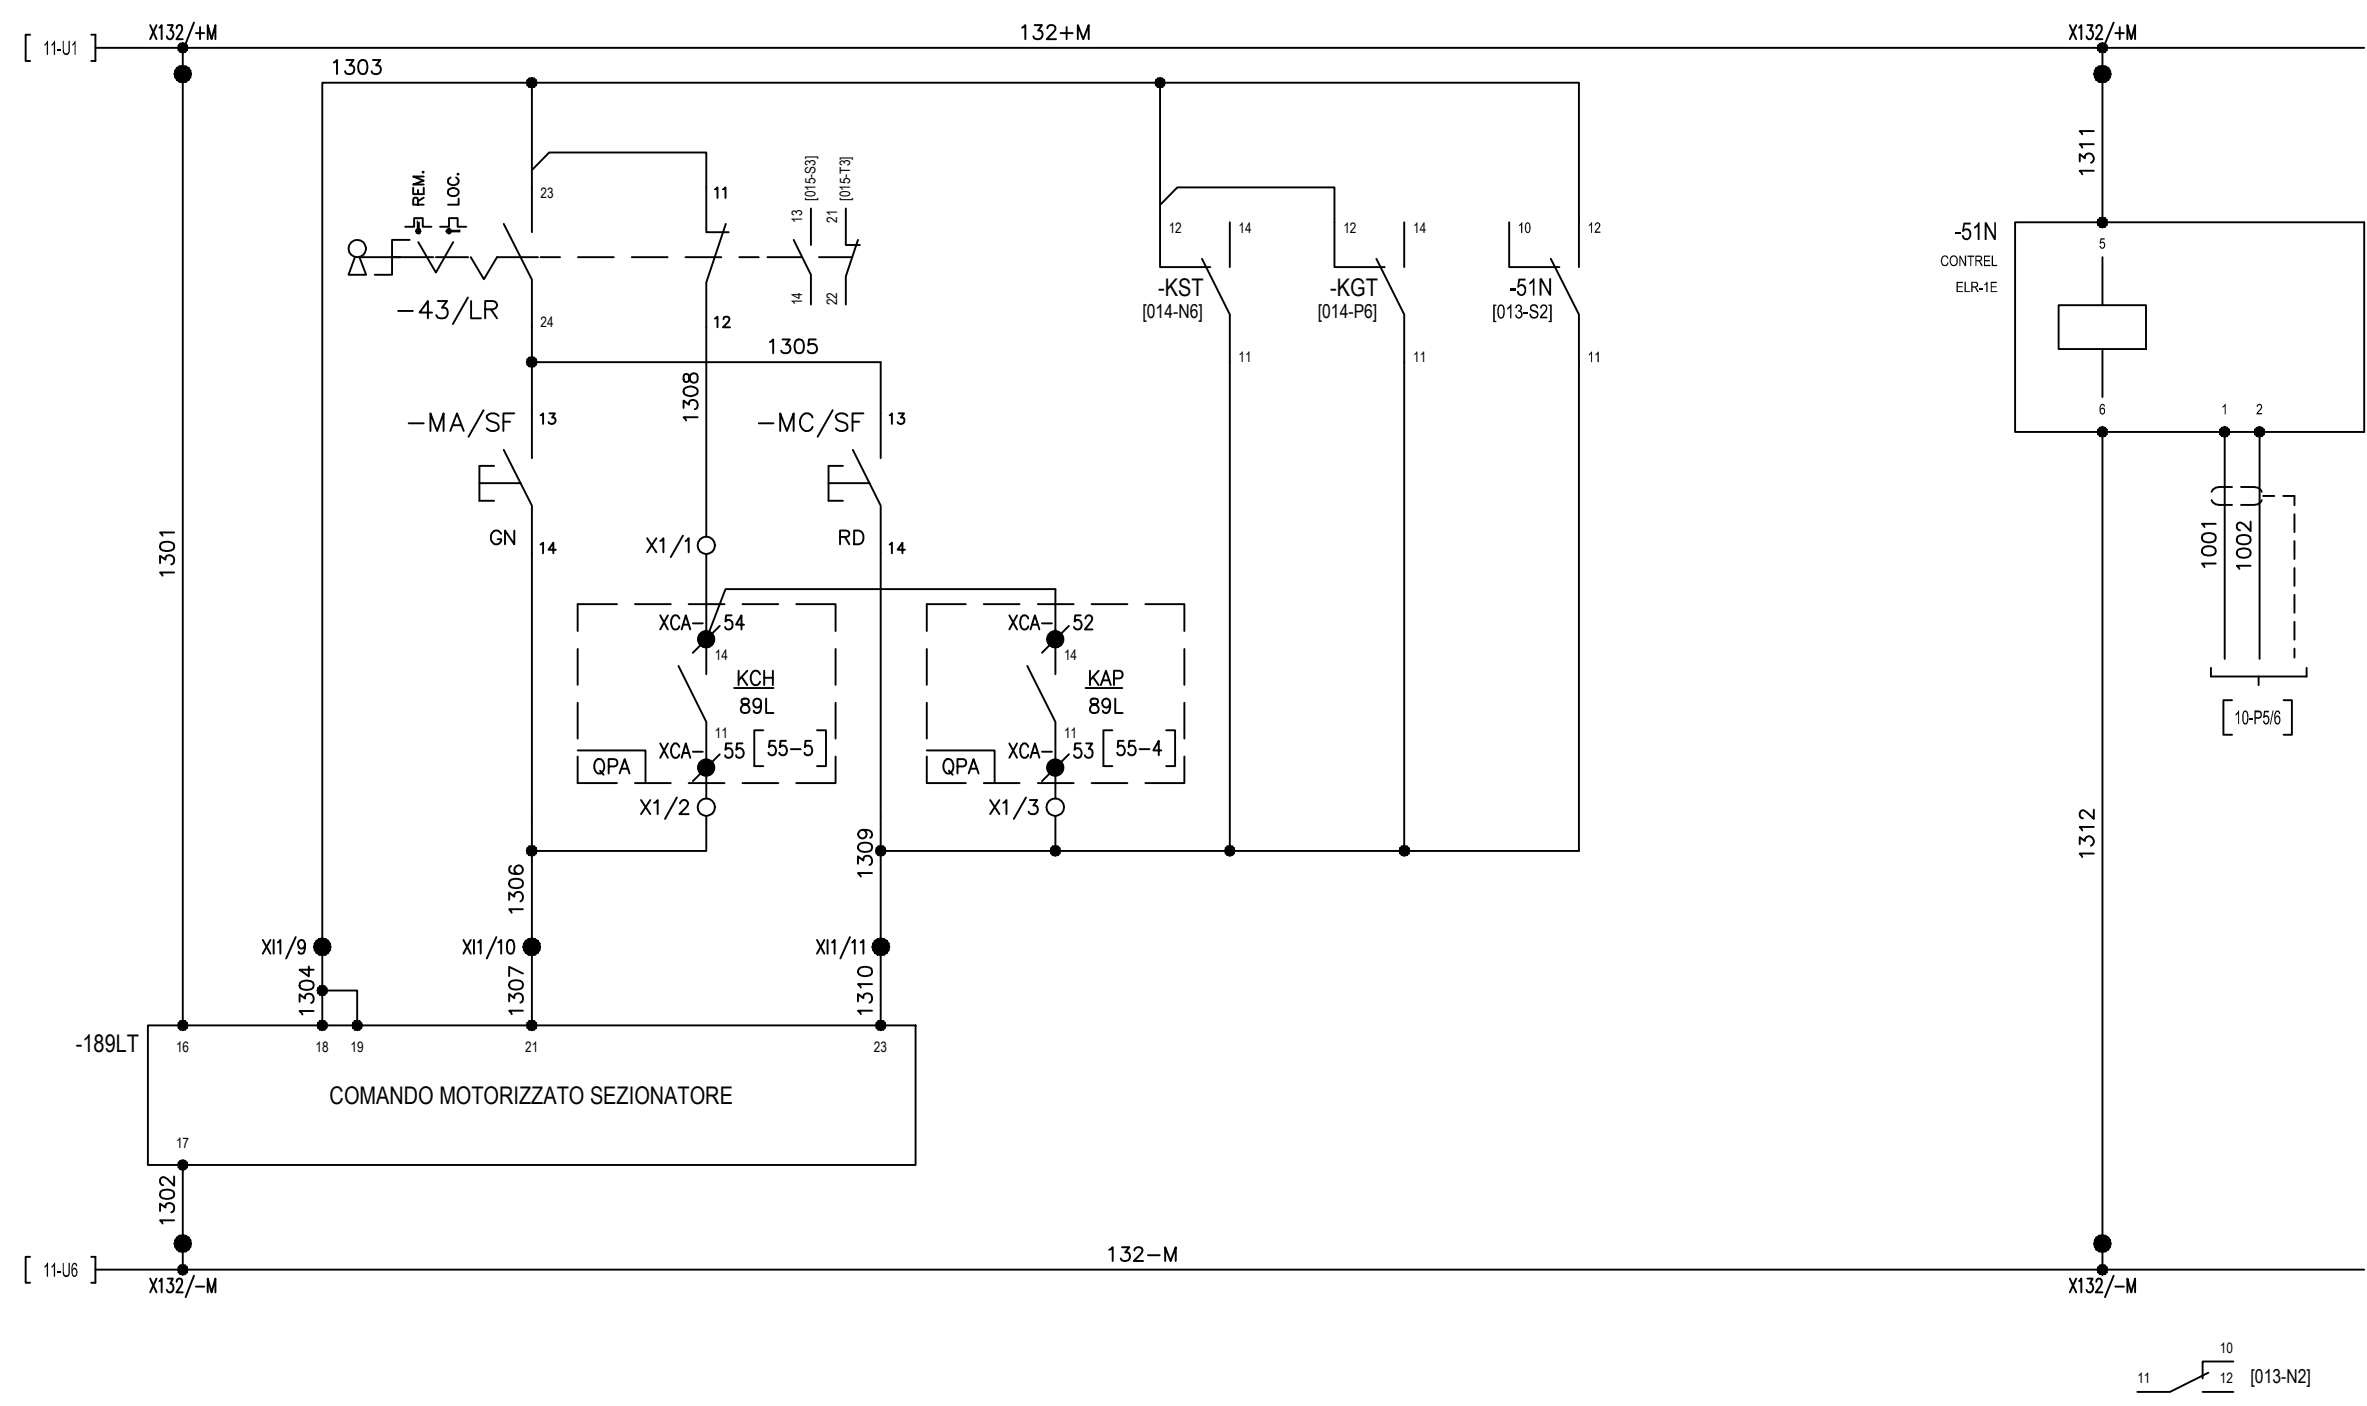 X132/+M
132+M
X132/+M
[ 11-U1 ]
1303
1311
REM.
LOC.
[015-S3]
[015-T3]
23
11
13
21
12
14
12
14
10
12
-51N
CONTREL
ELR-1E
5
-KST
[014-N6]
-KGT
[014-P6]
-51N
[013-S2]
14
22
-43/LR
24
12
1305
11
11
11
1308
6
1
2
-MA/SF
13
-MC/SF
13
GN
14
X1/1
RD
14
1301
1001
1002
XCA-
54
XCA-
52
14
14
KCH
89L
KAP
89L
11
11
XCA-
55
[55-5]
XCA-
53
[55-4]
QPA
QPA
[10-P5/6]
X1/2
X1/3
1306
1309
1312
XI1/9
XI1/10
XI1/11
1304
1307
1310
-189LT
16
18
19
21
23
COMANDO MOTORIZZATO SEZIONATORE
17
1302
[ 11-U6 ]
132-M
X132/-M
X132/-M
10
11
12
[013-N2]